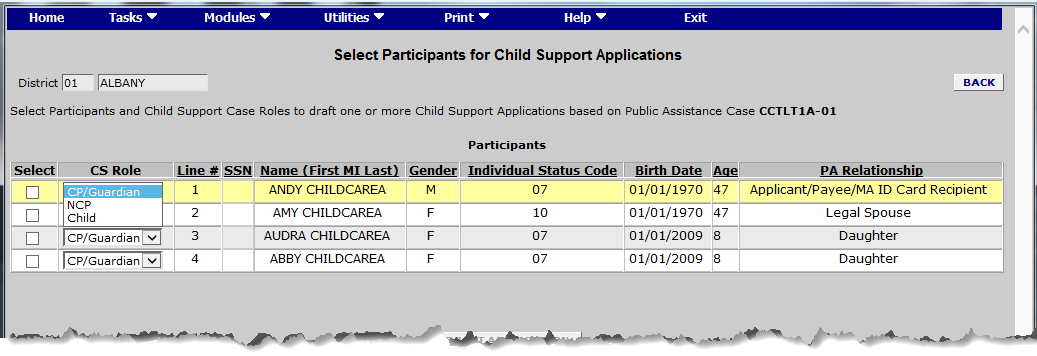 Home Tasks Modules Utilities Print Help Exit
Select Participants for Child Support Applications
District 01 ALBANY BACK
Select Participants and Child Support Case Roles to draft one or more Child Support Applications based on Public Assistance Case CCTLT1A-01
Participants
Select CS Role Line # SSN Name (First MI Last) Gender Individual Status Code Birth Date Age PA Relationship
CP/Guardian 1 ANDY CHILDCAREA M 07 01/01/1970 47 Applicant/Payee/MA ID Card Recipient
NCP
Child 2 AMY CHILDCAREA F 10 01/01/1970 47 Legal Spouse
CP/Guardian 3 AUDRA CHILDCAREA F 07 01/01/2009 8 Daughter
CP/Guardian 4 ABBY CHILDCAREA F 07 01/01/2009 8 Daughter